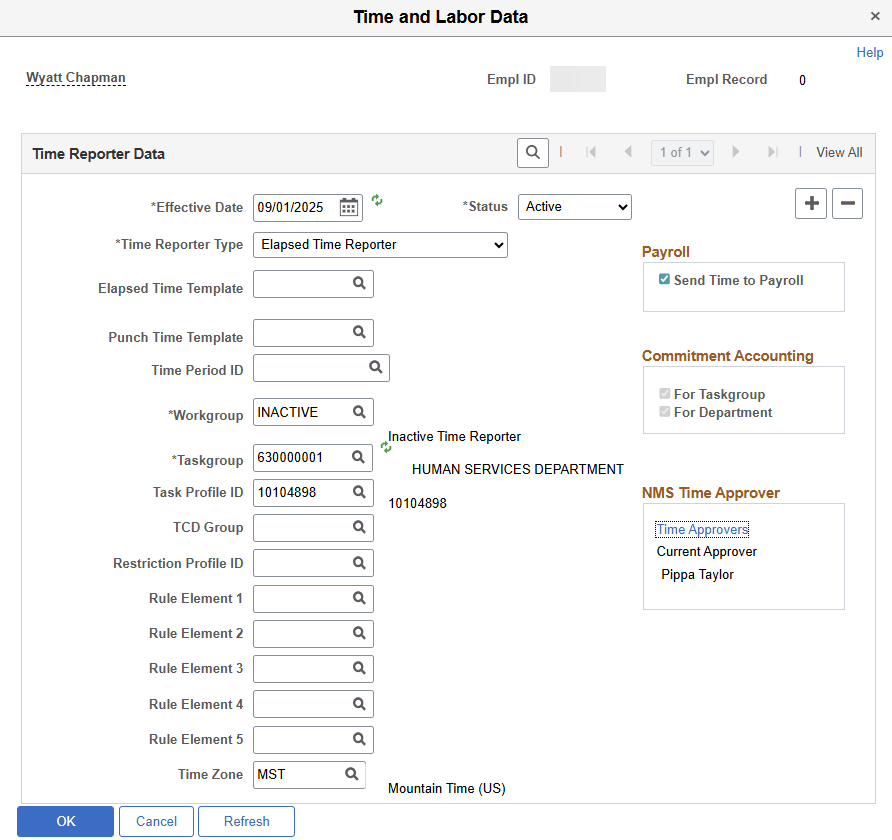 Time and Labor Data
×
Help
Wyatt Chapman Empl ID Empl Record 0
Time Reporter Data 1 of 1 View All
*Effective Date 09/01/2025 *Status Active
*Time Reporter Type Elapsed Time Reporter
Elapsed Time Template
Punch Time Template
Time Period ID
*Workgroup INACTIVE
Inactive Time Reporter
*Taskgroup 630000001
HUMAN SERVICES DEPARTMENT
Task Profile ID 10104898
10104898
TCD Group
Restriction Profile ID
Rule Element 1
Rule Element 2
Rule Element 3
Rule Element 4
Rule Element 5
Time Zone MST
Mountain Time (US)
Payroll
Send Time to Payroll
Commitment Accounting
For Taskgroup
For Department
NMS Time Approver
Time Approvers
Current Approver
Pippa Taylor
OK Cancel Refresh